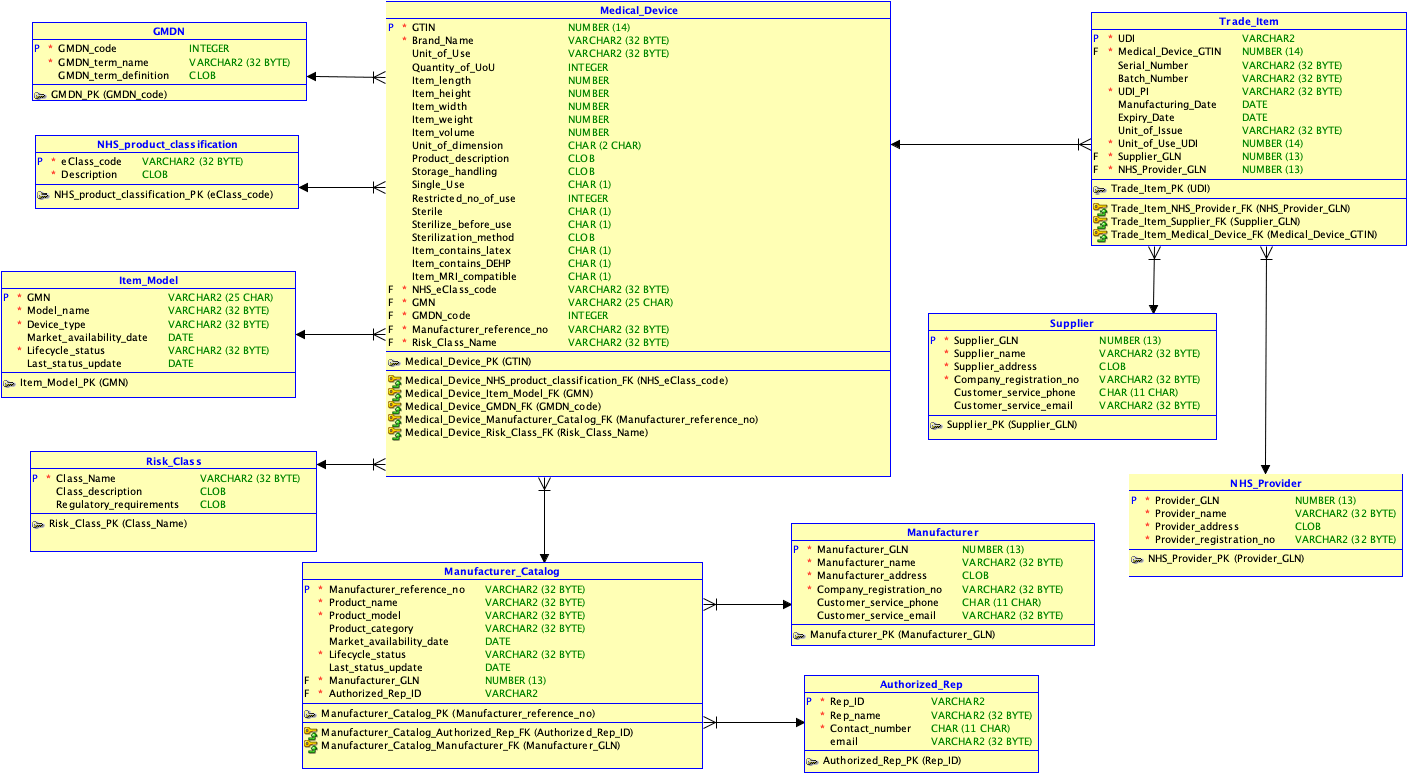 GMDN
P * GMDN_code INTEGER
* GMDN_term_name VARCHAR2 (32 BYTE)
GMDN_term_definition CLOB
GMDN_PK (GMDN_code)
NHS_product_classification
P * eClass_code VARCHAR2 (32 BYTE)
* Description CLOB
NHS_product_classification_PK (eClass_code)
Item_Model
P * GMN VARCHAR2 (25 CHAR)
* Model_name VARCHAR2 (32 BYTE)
* Device_type VARCHAR2 (32 BYTE)
Market_availability_date DATE
* Lifecycle_status VARCHAR2 (32 BYTE)
Last_status_update DATE
Item_Model_PK (GMN)
Risk_Class
P * Class_Name VARCHAR2 (32 BYTE)
Class_description CLOB
Regulatory_requirements CLOB
Risk_Class_PK (Class_Name)
Medical_Device
P * GTIN NUMBER (14)
* Brand_Name VARCHAR2 (32 BYTE)
Unit_of_Use VARCHAR2 (32 BYTE)
Quantity_of_UoU INTEGER
Item_length NUMBER
Item_height NUMBER
Item_width NUMBER
Item_weight NUMBER
Item_volume NUMBER
Unit_of_dimension CHAR (2 CHAR)
Product_description CLOB
Storage_handling CLOB
Single_Use CHAR (1)
Restricted_no_of_use INTEGER
Sterile CHAR (1)
Sterilize_before_use CHAR (1)
Sterilization_method CLOB
Item_contains_latex CHAR (1)
Item_contains_DEHP CHAR (1)
Item_MRI_compatible CHAR (1)
F * NHS_eClass_code VARCHAR2 (32 BYTE)
F * GMN VARCHAR2 (25 CHAR)
F * GMDN_code INTEGER
F * Manufacturer_reference_no VARCHAR2 (32 BYTE)
F * Risk_Class_Name VARCHAR2 (32 BYTE)
Medical_Device_PK (GTIN)
Medical_Device_NHS_product_classification_FK (NHS_eClass_code)
Medical_Device_Item_Model_FK (GMN)
Medical_Device_GMDN_FK (GMDN_code)
Medical_Device_Manufacturer_Catalog_FK (Manufacturer_reference_no)
Medical_Device_Risk_Class_FK (Risk_Class_Name)
Trade_Item
P * UDI VARCHAR2
F * Medical_Device_GTIN NUMBER (14)
Serial_Number VARCHAR2 (32 BYTE)
Batch_Number VARCHAR2 (32 BYTE)
* UDI_PI VARCHAR2 (32 BYTE)
Manufacturing_Date DATE
Expiry_Date DATE
Unit_of_Issue VARCHAR2 (32 BYTE)
* Unit_of_Use_UDI NUMBER (14)
F * Supplier_GLN NUMBER (13)
F * NHS_Provider_GLN NUMBER (13)
Trade_Item_PK (UDI)
Trade_Item_NHS_Provider_FK (NHS_Provider_GLN)
Trade_Item_Supplier_FK (Supplier_GLN)
Trade_Item_Medical_Device_FK (Medical_Device_GTIN)
Supplier
P * Supplier_GLN NUMBER (13)
* Supplier_name VARCHAR2 (32 BYTE)
* Supplier_address CLOB
* Company_registration_no VARCHAR2 (32 BYTE)
Customer_service_phone CHAR (11 CHAR)
Customer_service_email VARCHAR2 (32 BYTE)
Supplier_PK (Supplier_GLN)
NHS_Provider
P * Provider_GLN NUMBER (13)
* Provider_name VARCHAR2 (32 BYTE)
* Provider_address CLOB
* Provider_registration_no VARCHAR2 (32 BYTE)
NHS_Provider_PK (Provider_GLN)
Manufacturer_Catalog
P * Manufacturer_reference_no VARCHAR2 (32 BYTE)
* Product_name VARCHAR2 (32 BYTE)
* Product_model VARCHAR2 (32 BYTE)
Product_category VARCHAR2 (32 BYTE)
Market_availability_date DATE
* Lifecycle_status VARCHAR2 (32 BYTE)
Last_status_update DATE
F * Manufacturer_GLN NUMBER (13)
F * Authorized_Rep_ID VARCHAR2
Manufacturer_Catalog_PK (Manufacturer_reference_no)
Manufacturer_Catalog_Authorized_Rep_FK (Authorized_Rep_ID)
Manufacturer_Catalog_Manufacturer_FK (Manufacturer_GLN)
Manufacturer
P * Manufacturer_GLN NUMBER (13)
* Manufacturer_name VARCHAR2 (32 BYTE)
* Manufacturer_address CLOB
* Company_registration_no VARCHAR2 (32 BYTE)
Customer_service_phone CHAR (11 CHAR)
Customer_service_email VARCHAR2 (32 BYTE)
Manufacturer_PK (Manufacturer_GLN)
Authorized_Rep
P * Rep_ID VARCHAR2
* Rep_name VARCHAR2 (32 BYTE)
* Contact_number CHAR (11 CHAR)
email VARCHAR2 (32 BYTE)
Authorized_Rep_PK (Rep_ID)